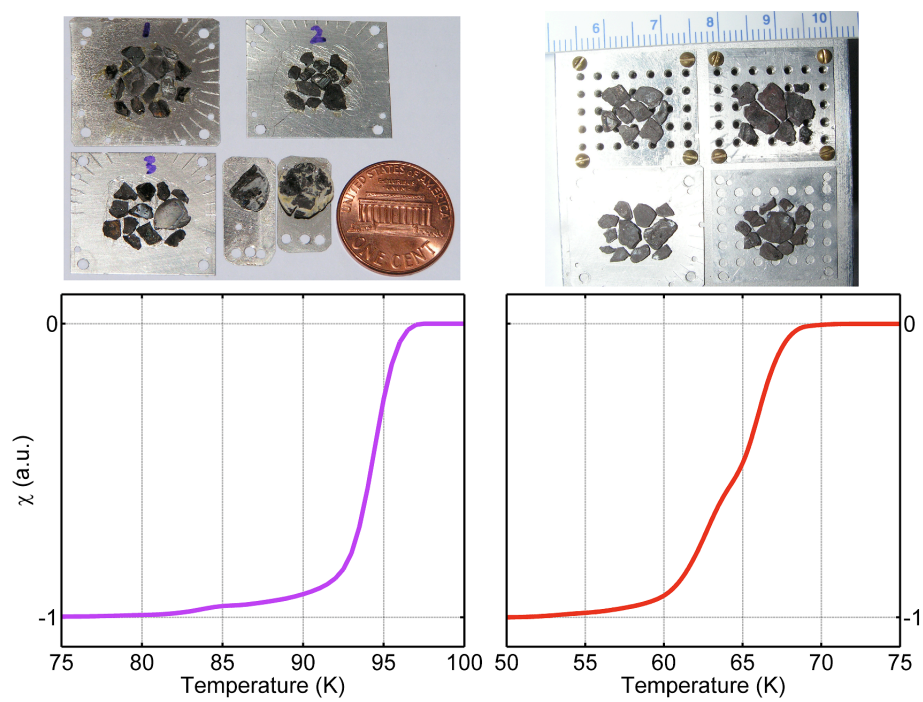 1
2
3
UNITED STATES OF AMERICA
ONE CENT
6 7 8 9 10
0
-1
χ (a.u.)
75 80 85 90 95 100
Temperature (K)
0
-1
50 55 60 65 70 75
Temperature (K)